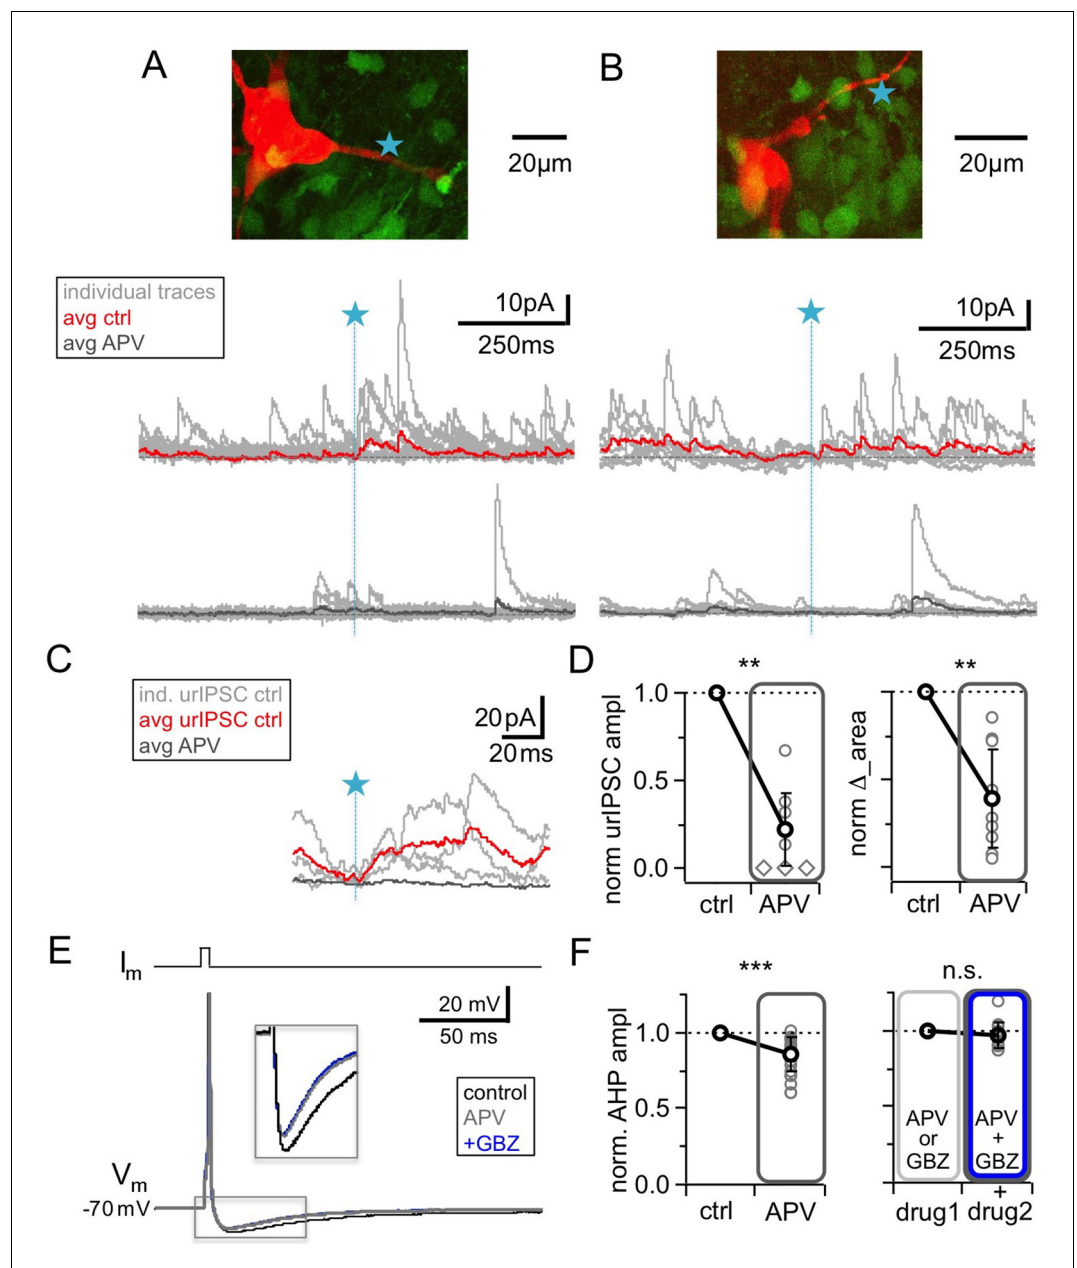 A
B
20µm
20µm
individual traces
avg ctrl
avg APV
10pA
250ms
10pA
250ms
C
ind. urIPSC ctrl
avg urIPSC ctrl
avg APV
20pA
20ms
D
**
**
norm urIPSC ampl
1.0
0.5
0.0
ctrl
APV
norm Δ_area
ctrl
APV
E
Im
20 mV
50 ms
control
APV
+GBZ
Vm
-70mV
F
***
n.s.
norm. AHP ampl
1.0
0.5
0.0
ctrl
APV
APV
or
GBZ
APV
+
GBZ
drug1
+
drug2